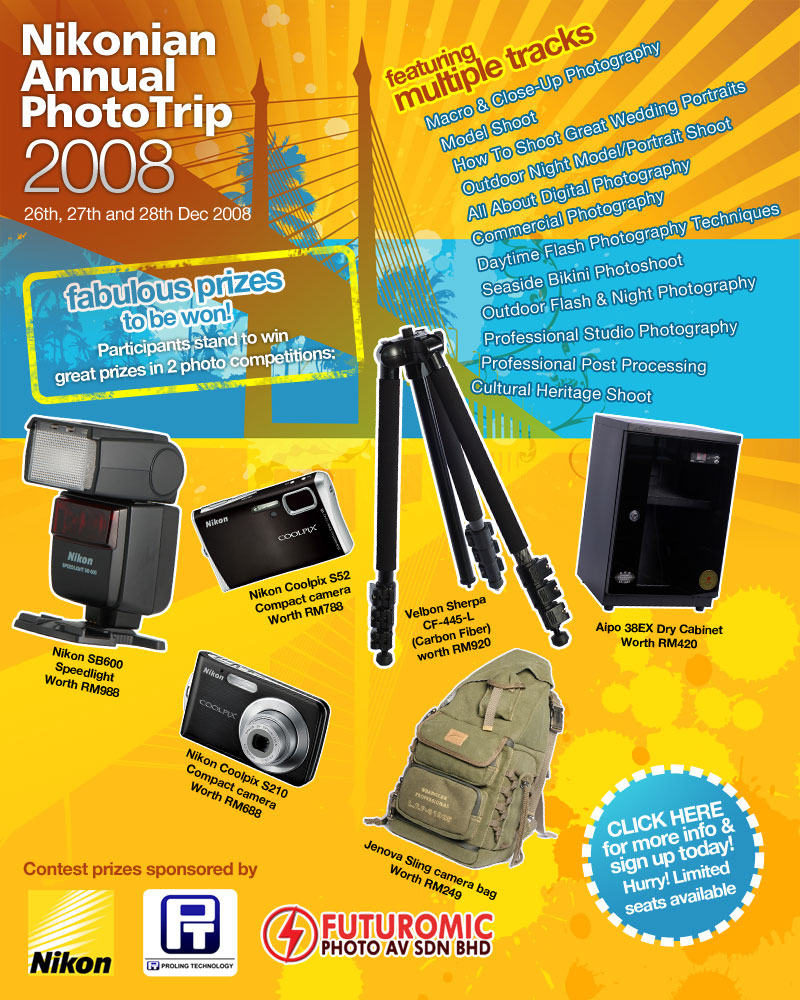 Nikonian
Annual
PhotoTrip
2008
26th, 27th and 28th Dec 2008
featuring
multiple tracks
Macro & Close-Up Photography
Model Shoot
How To Shoot Great Wedding Portraits
Outdoor Night Model/Portrait Shoot
All About Digital Photography
Commercial Photography
Daytime Flash Photography Techniques
Seaside Bikini Photoshoot
Outdoor Flash & Night Photography
Professional Studio Photography
Professional Post Processing
Cultural Heritage Shoot
fabulous prizes
to be won!
Participants stand to win
great prizes in 2 photo competitions:
Nikon
SPEEDLIGHT SB-600
Nikon SB600
Speedlight
Worth RM988
Nikon
COOLPIX
Nikon Coolpix S52
Compact camera
Worth RM788
Nikon
COOLPIX
Nikon Coolpix S210
Compact camera
Worth RM688
Velbon Sherpa
CF-445-L
(Carbon Fiber)
worth RM920
Aipo 38EX Dry Cabinet
Worth RM420
PROFESSIONAL
Jenova Sling camera bag
Worth RM249
CLICK HERE
for more info &
sign up today!
Hurry! Limited
seats available
Contest prizes sponsored by
Nikon
PT
PROLING TECHNOLOGY
FUTUROMIC
PHOTO AV SDN BHD